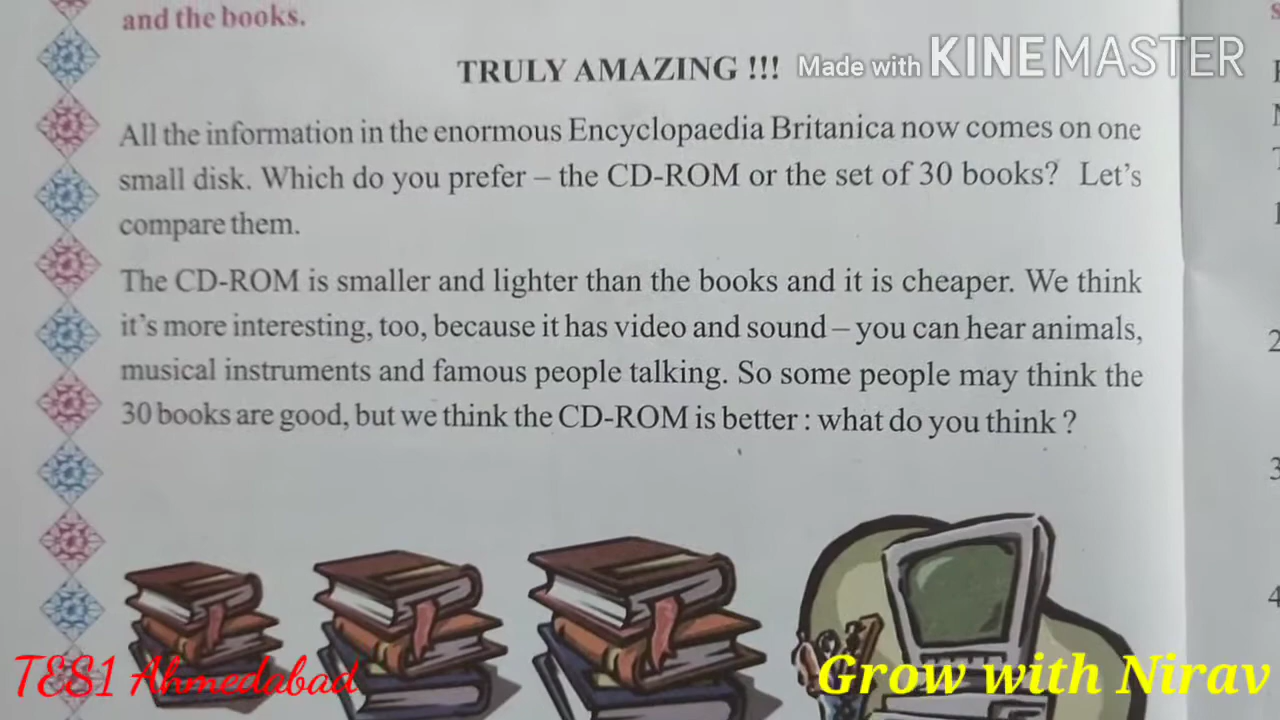 and the books.
TRULY AMAZING !!!
Made with KINEMASTER
All the information in the enormous Encyclopaedia Britanica now comes on one
small disk. Which do you prefer – the CD-ROM or the set of 30 books? Let's
compare them.
The CD-ROM is smaller and lighter than the books and it is cheaper. We think
it's more interesting, too, because it has video and sound – you can hear animals,
musical instruments and famous people talking. So some people may think the
30 books are good, but we think the CD-ROM is better : what do you think ?
2
3
4
TES1 Ahmedabad
Grow with Nirav